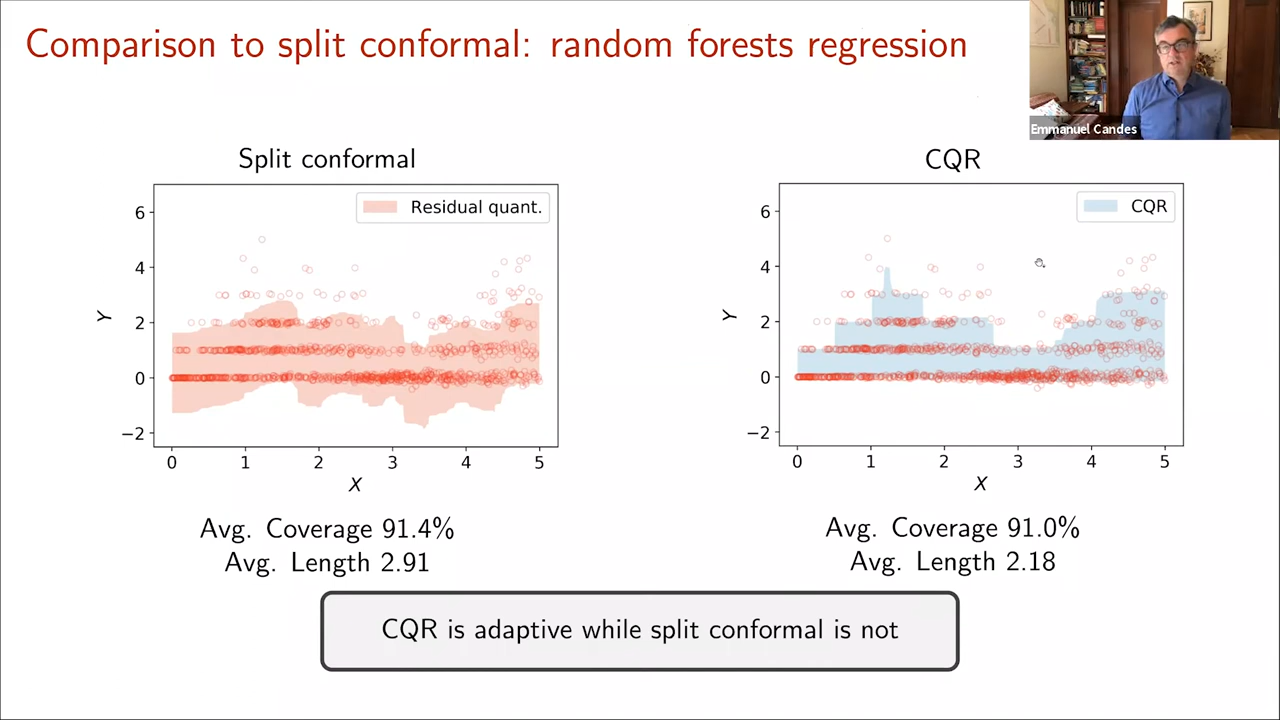 Comparison to split conformal: random forests regression
Emmanuel Candes
Split conformal
Residual quant.
6
4
2
0
−2
Y
0 1 2 3 4 5
X
Avg. Coverage 91.4%
Avg. Length 2.91
CQR
CQR
6
4
2
0
−2
Y
0 1 2 3 4 5
X
Avg. Coverage 91.0%
Avg. Length 2.18
CQR is adaptive while split conformal is not